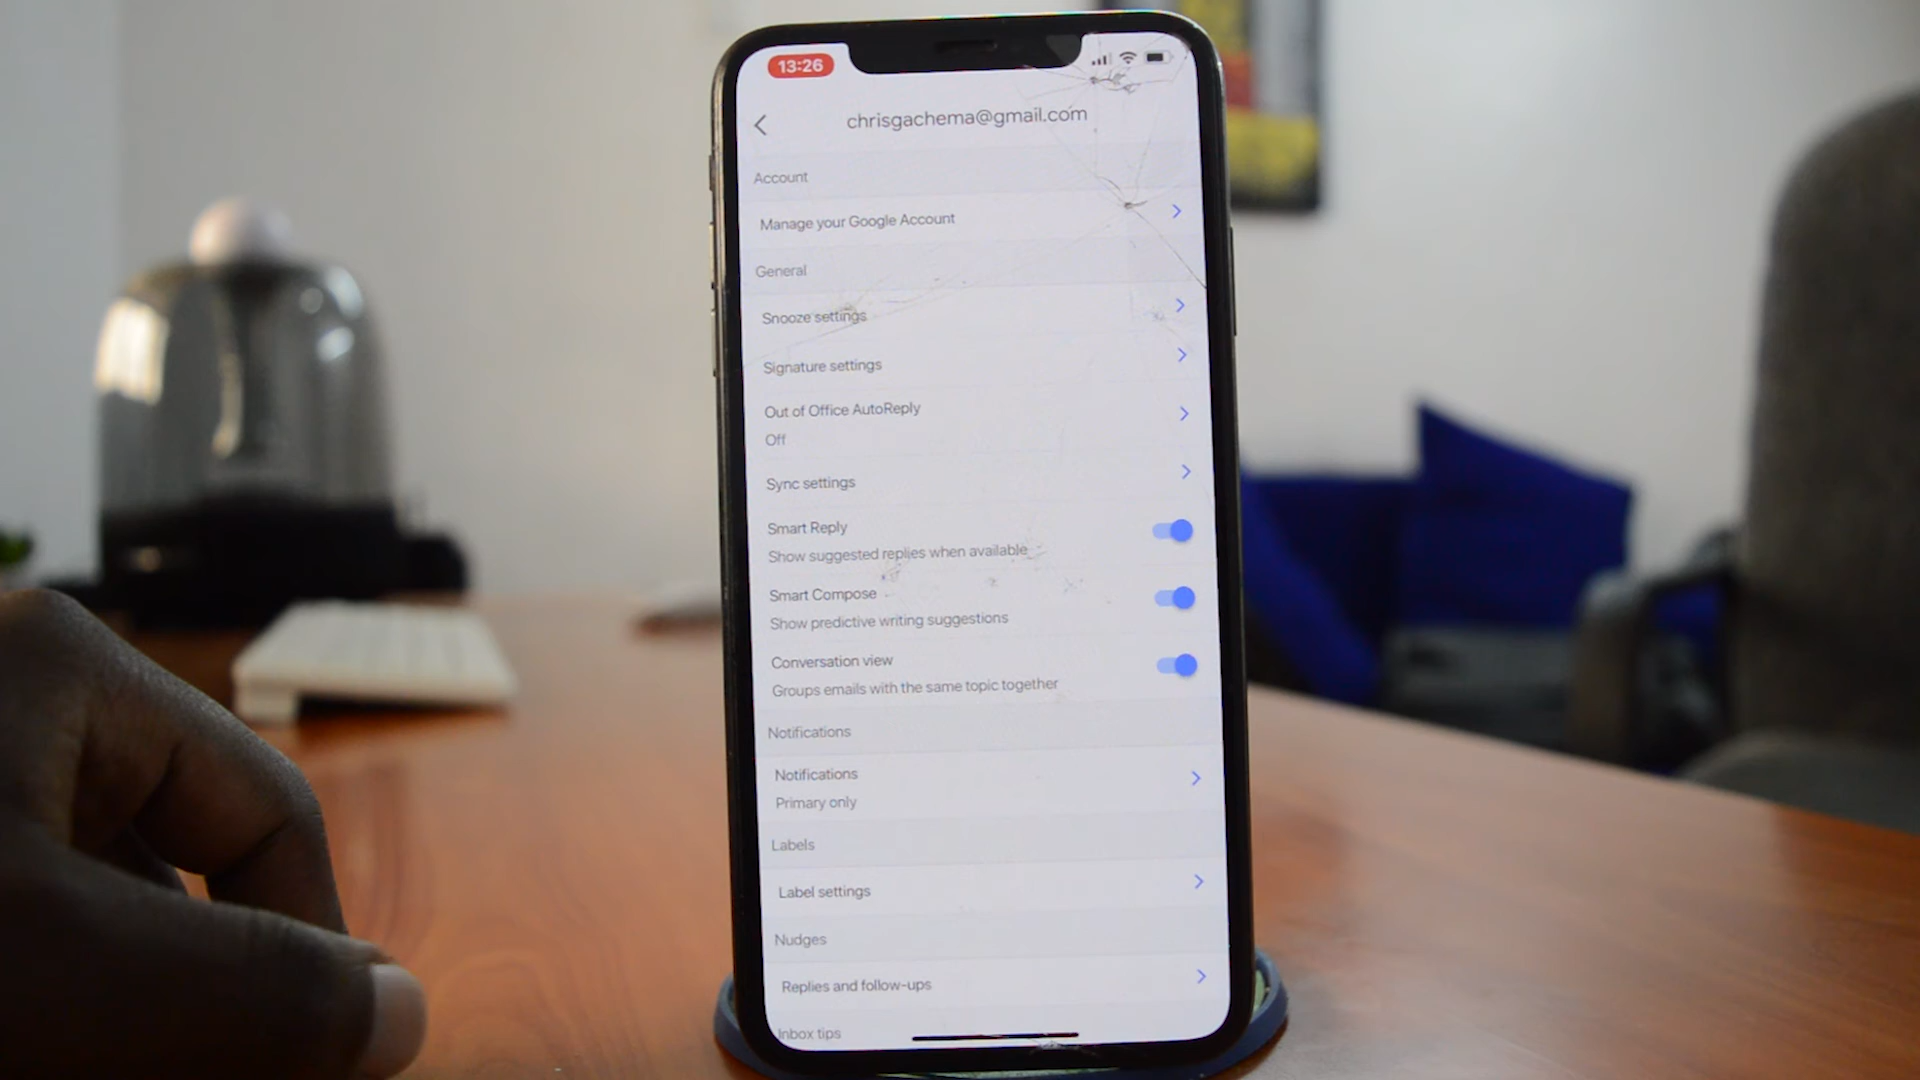 13:26
chrisgachema@gmail.com
Account
Manage your Google Account
General
Snooze settings
Signature settings
Out of Office AutoReply
Off
Sync settings
Smart Reply
Show suggested replies when available
Smart Compose
Show predictive writing suggestions
Conversation view
Groups emails with the same topic together
Notifications
Notifications
Primary only
Labels
Label settings
Nudges
Replies and follow-ups
Inbox tips